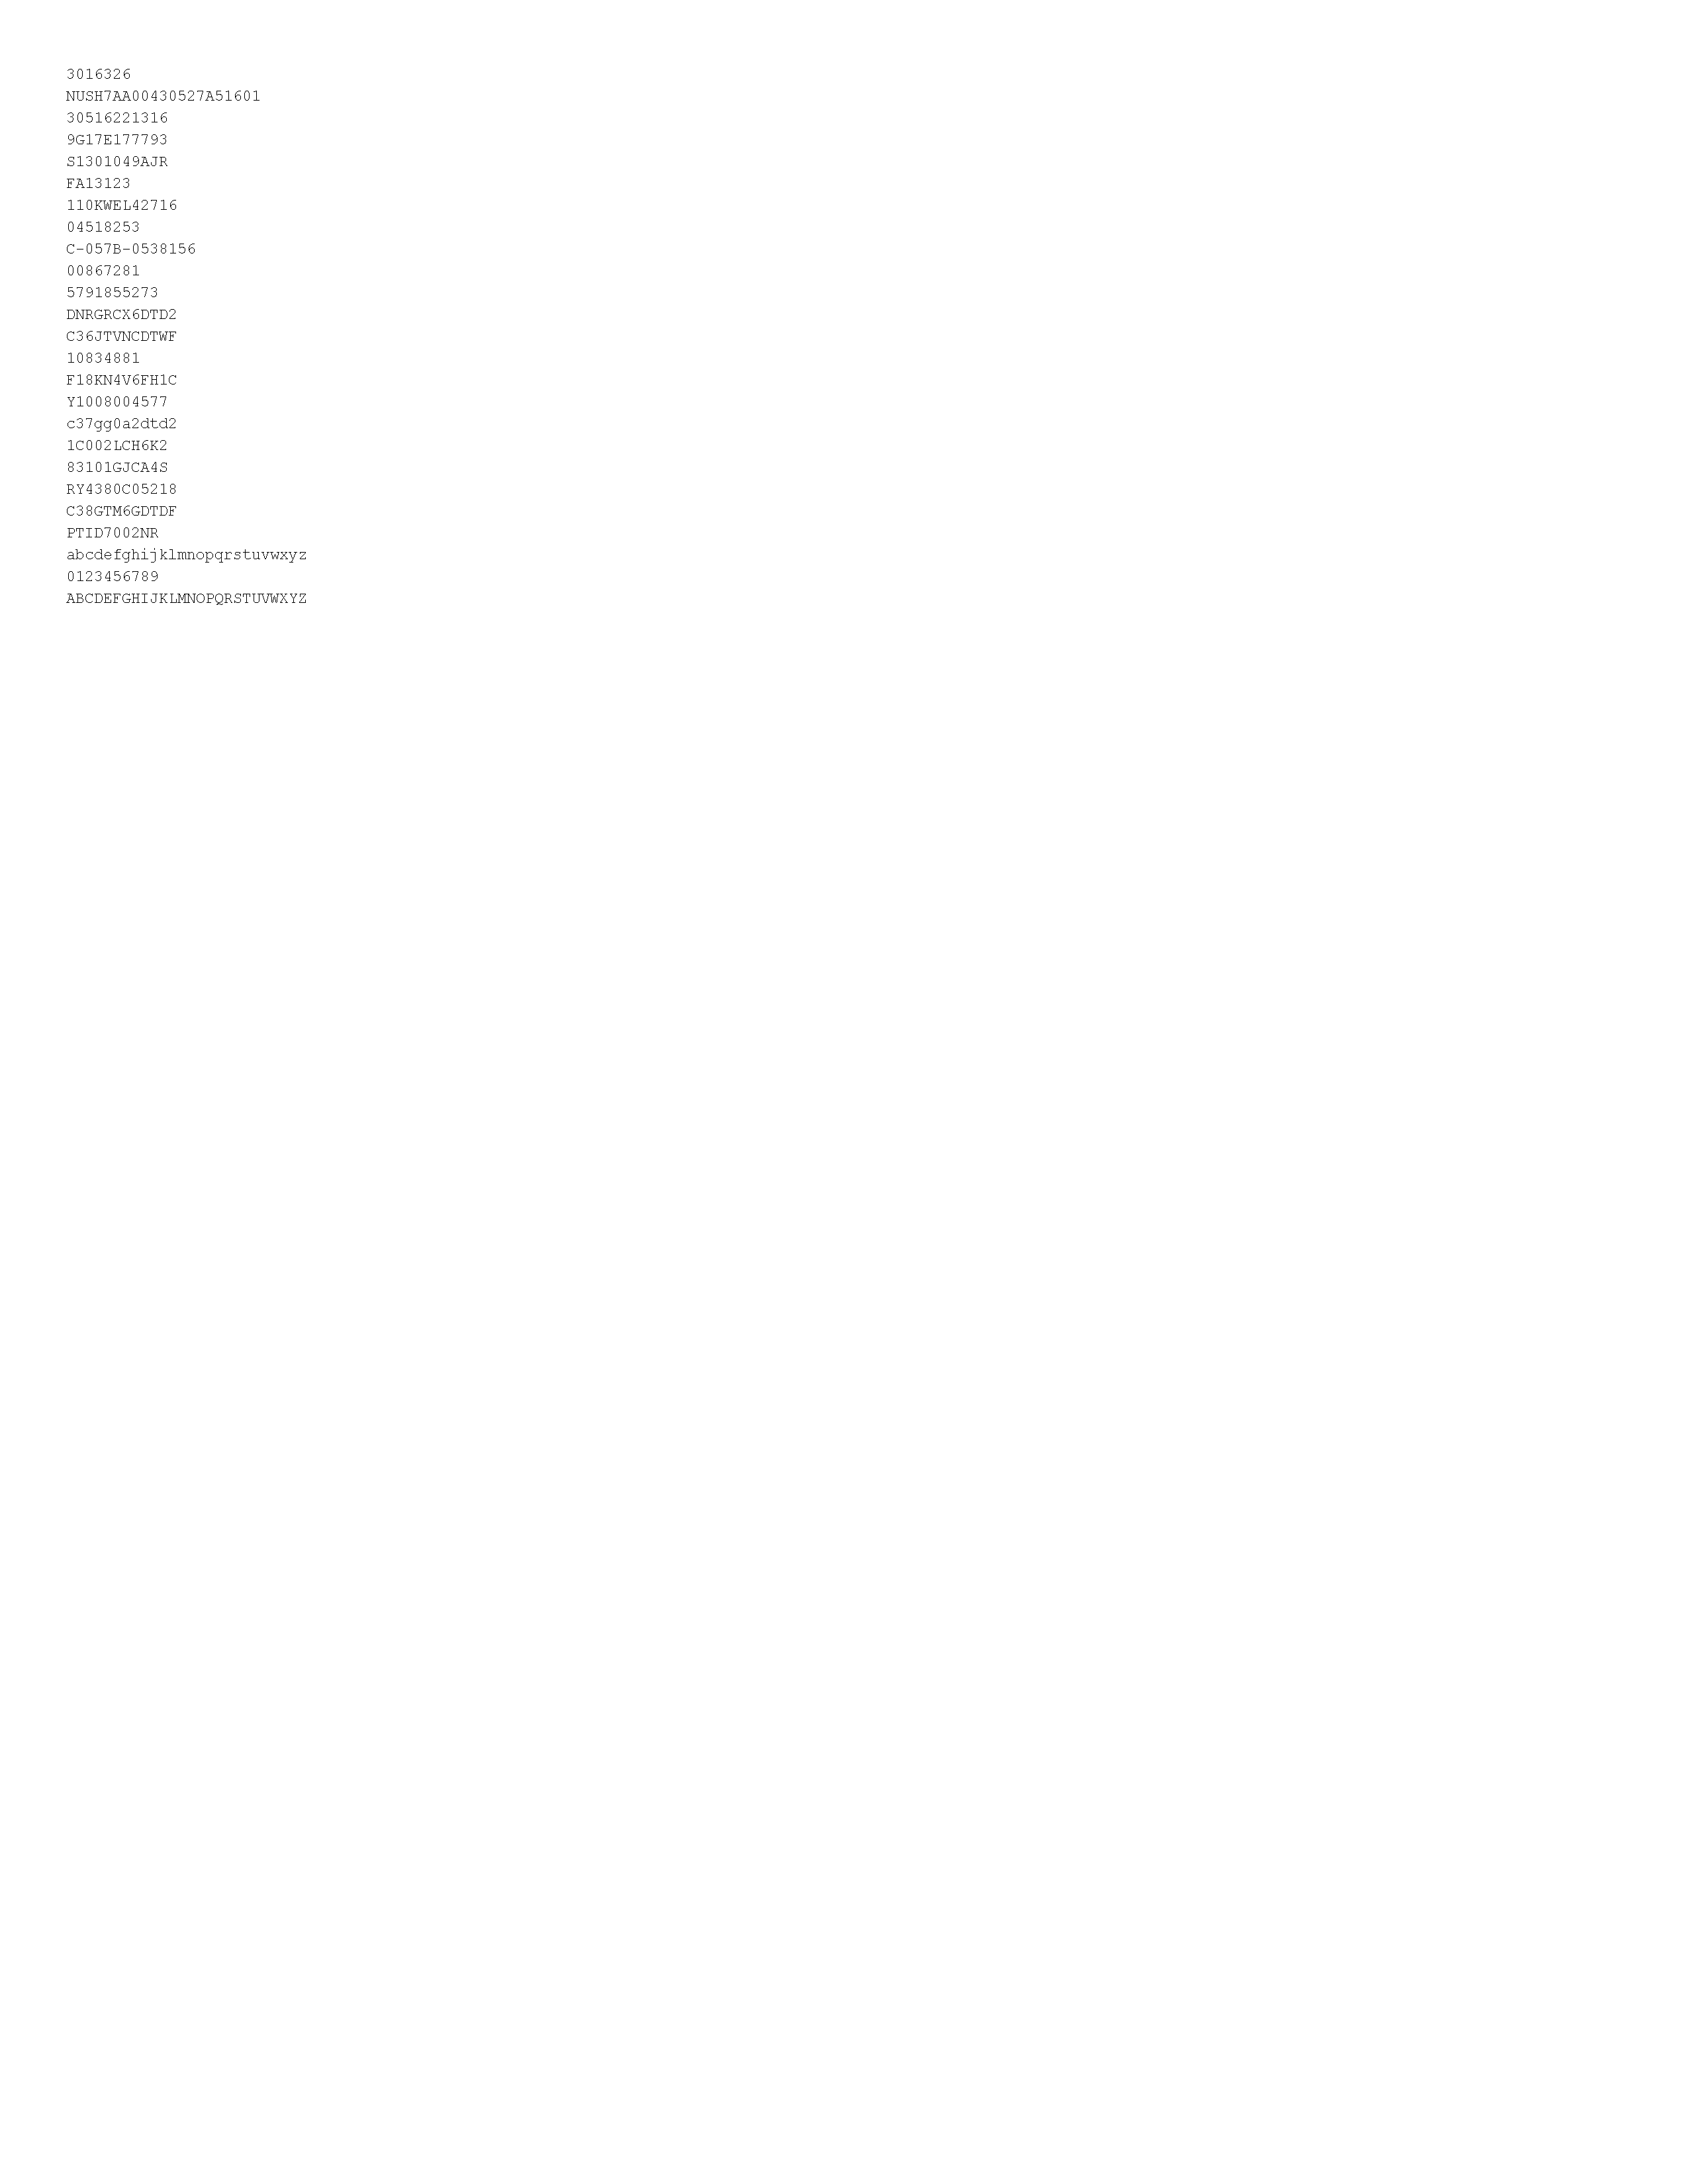 3016326
NUSH7AA00430527A51601
30516221316
9G17E177793
S1301049AJR
FA13123
110KWEL42716
04518253
C-057B-0538156
00867281
5791855273
DNRGRCX6DTD2
C36JTVNCDTWF
10834881
F18KN4V6FH1C
Y1008004577
c37gg0a2dtd2
1C002LCH6K2
83101GJCA4S
RY4380C05218
C38GTM6GDTDF
PTID7002NR
abcdefghijklmnopqrstuvwxyz
0123456789
ABCDEFGHIJKLMNOPQRSTUVWXYZ